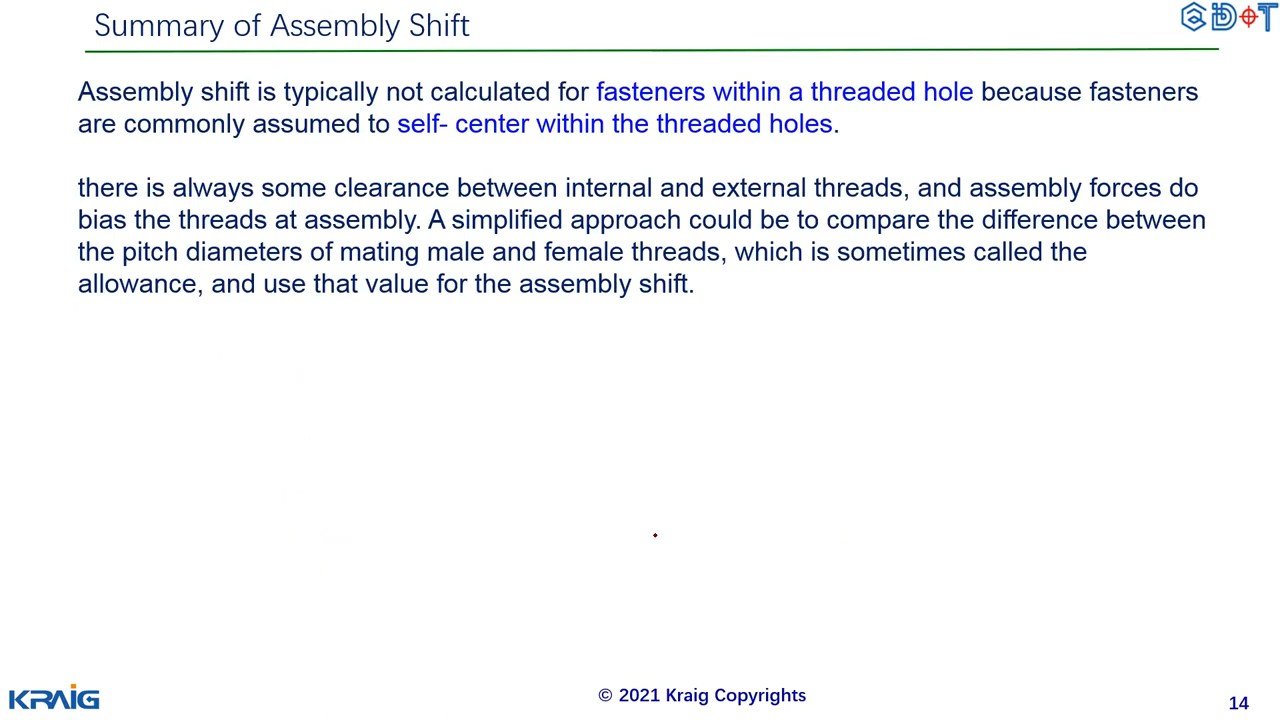 Summary of Assembly Shift
Assembly shift is typically not calculated for fasteners within a threaded hole because fasteners
are commonly assumed to self- center within the threaded holes.
there is always some clearance between internal and external threads, and assembly forces do
bias the threads at assembly. A simplified approach could be to compare the difference between
the pitch diameters of mating male and female threads, which is sometimes called the
allowance, and use that value for the assembly shift.
KRAIG
© 2021 Kraig Copyrights
14